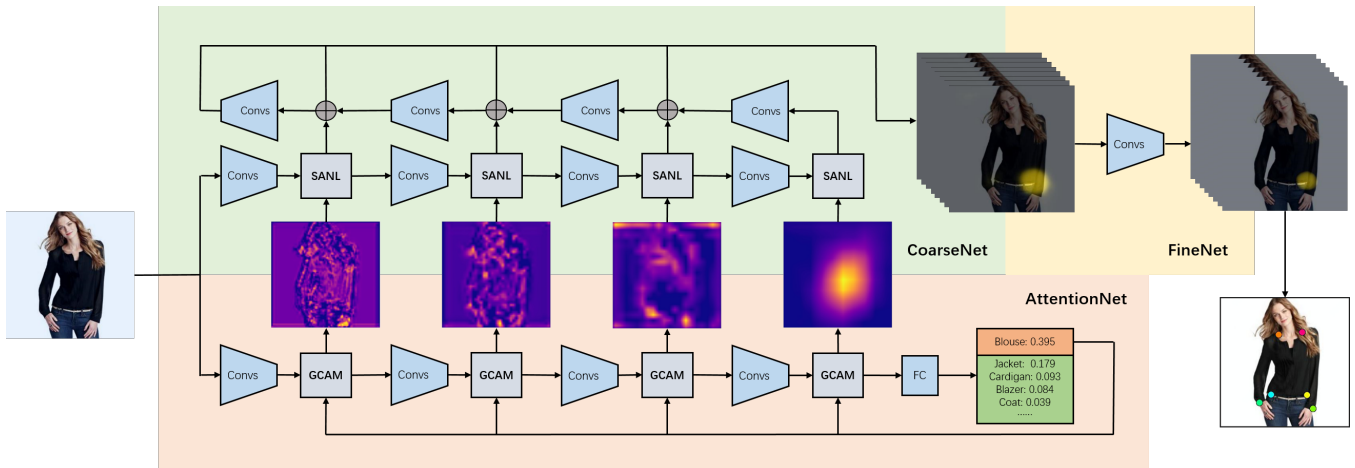 Convs
Convs
Convs
Convs
Convs
Convs
SANL
Convs
SANL
Convs
SANL
Convs
SANL
CoarseNet
FineNet
AttentionNet
Convs
GCAM
Convs
GCAM
Convs
GCAM
Convs
GCAM
FC
Blouse: 0.395
Jacket: 0.179
Cardigan: 0.093
Blazer: 0.084
Coat: 0.039
......